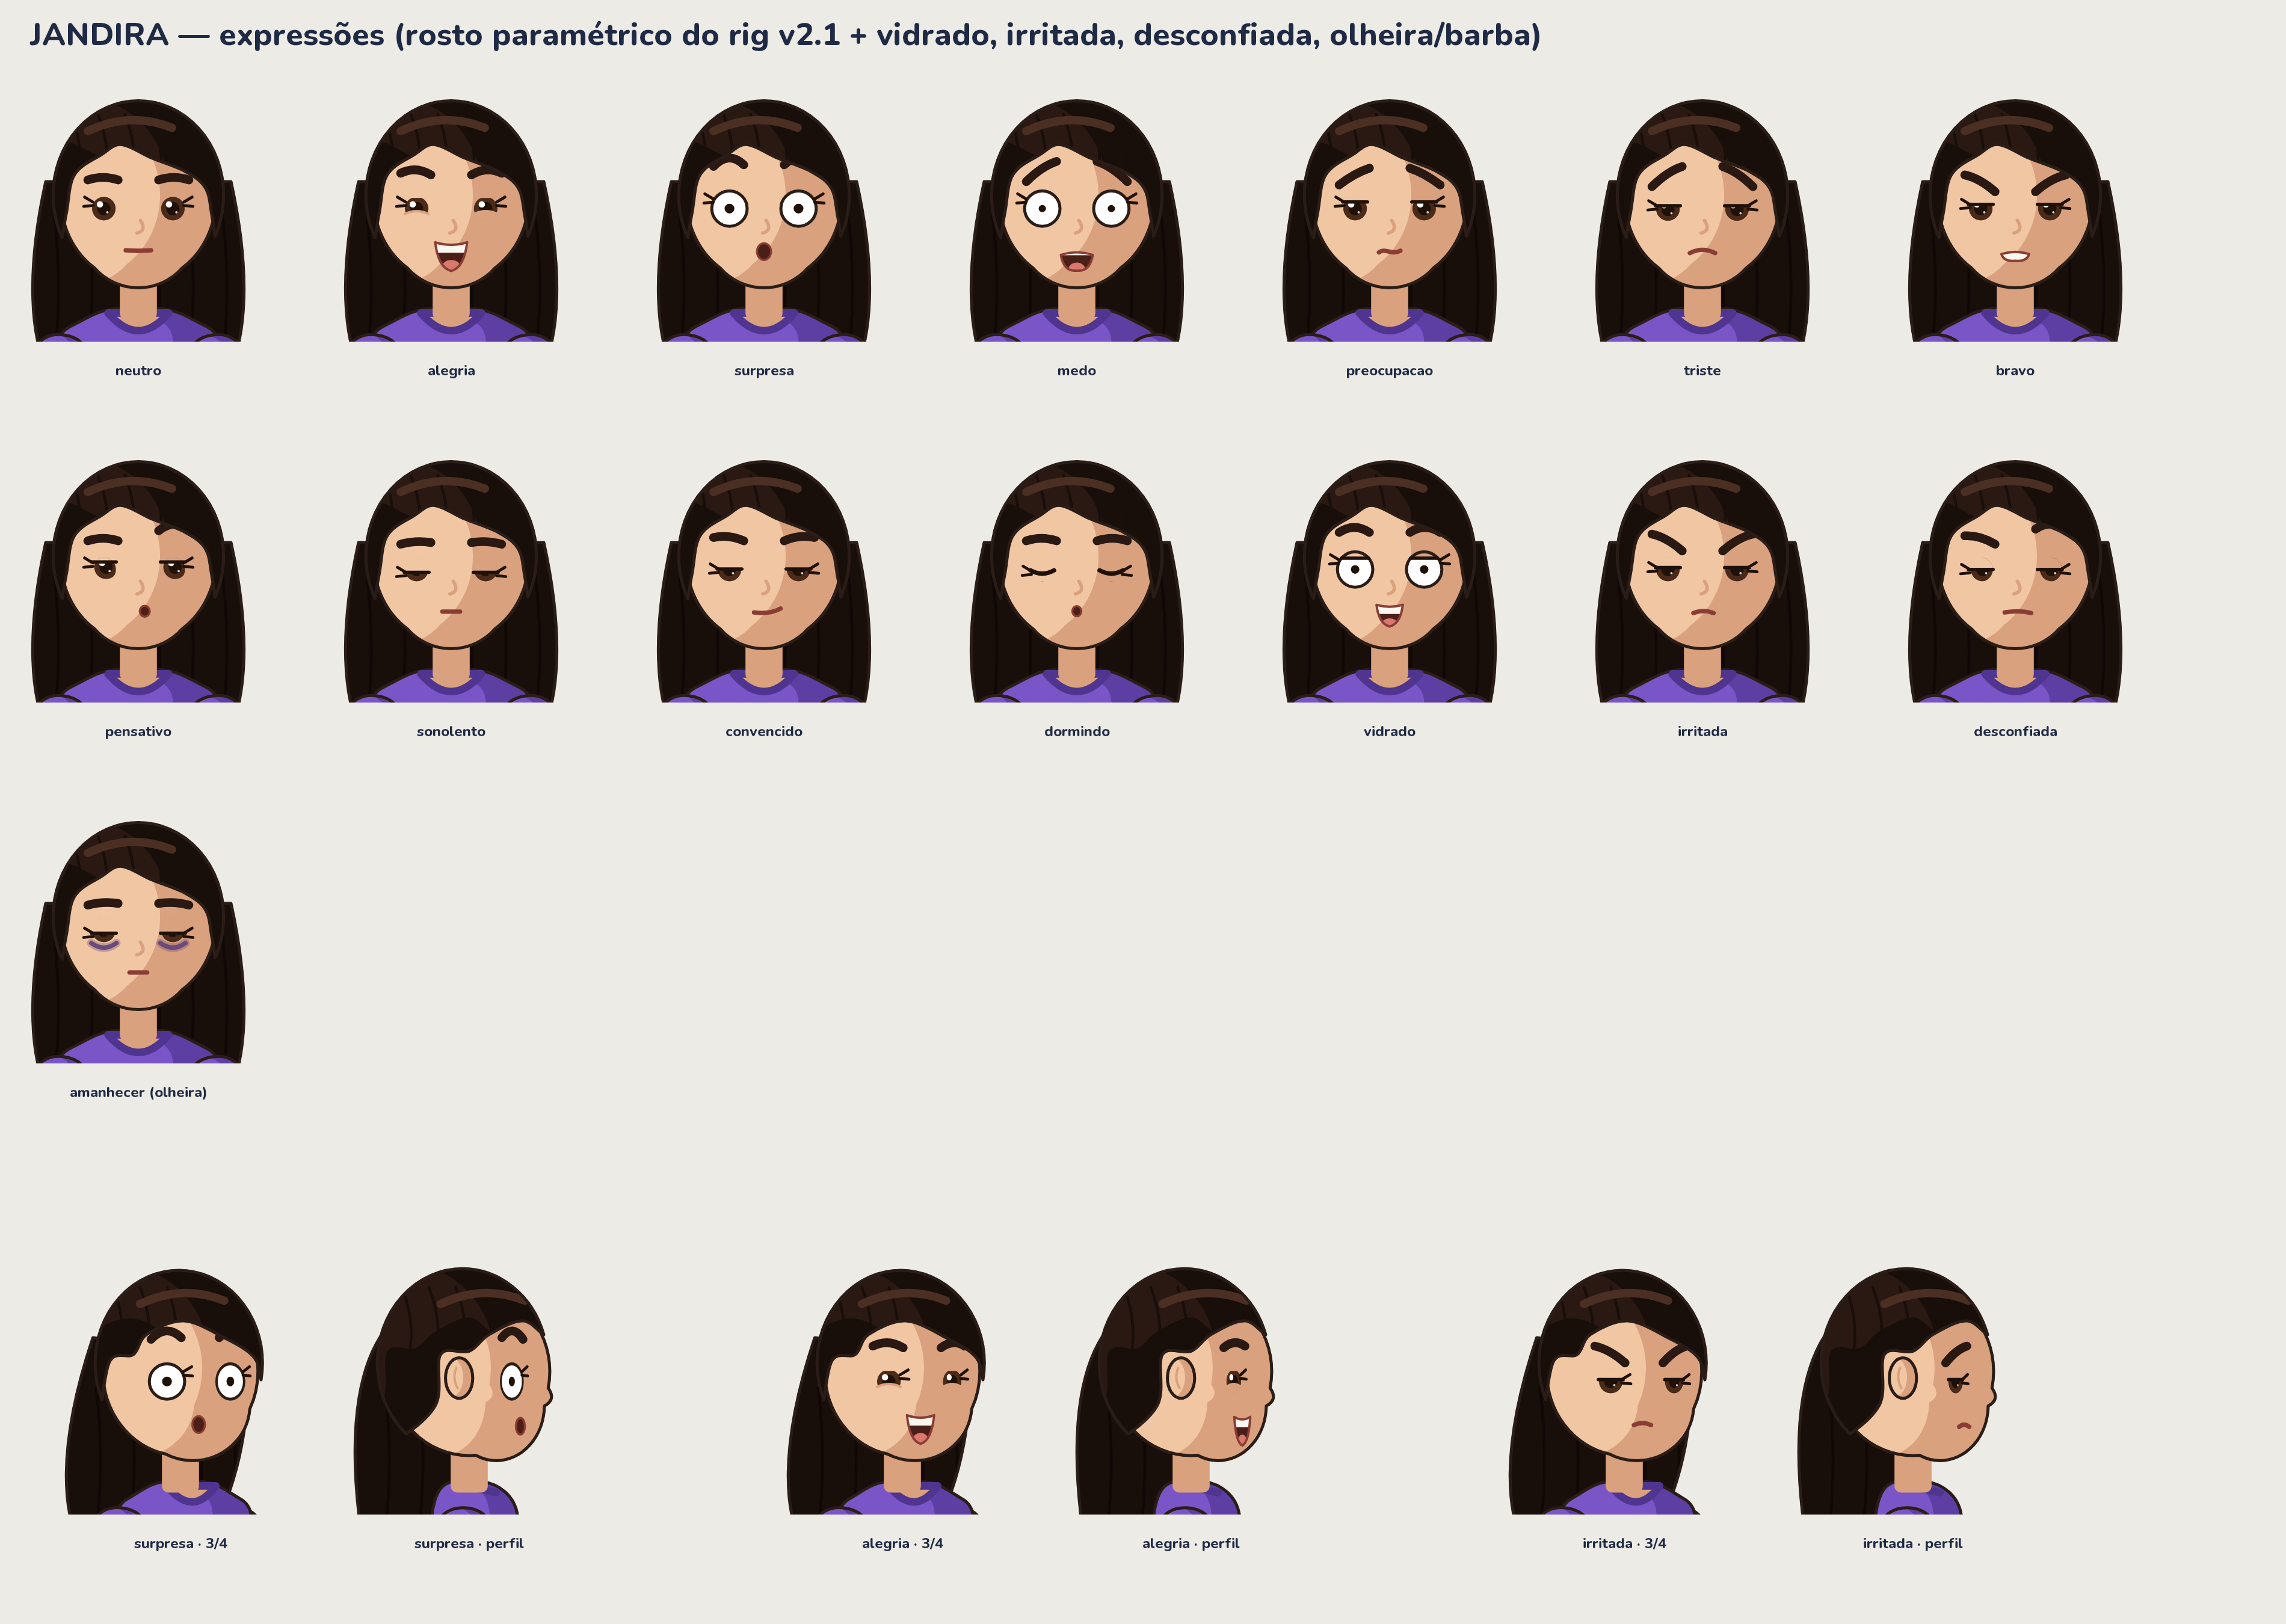 JANDIRA — expressões (rosto paramétrico do rig v2.1 + vidrado, irritada, desconfiada, olheira/barba)
neutro
alegria
surpresa
medo
preocupacao
triste
bravo
pensativo
sonolento
convencido
dormindo
vidrado
irritada
desconfiada
amanhecer (olheira)
surpresa · 3/4
surpresa · perfil
alegria · 3/4
alegria · perfil
irritada · 3/4
irritada · perfil